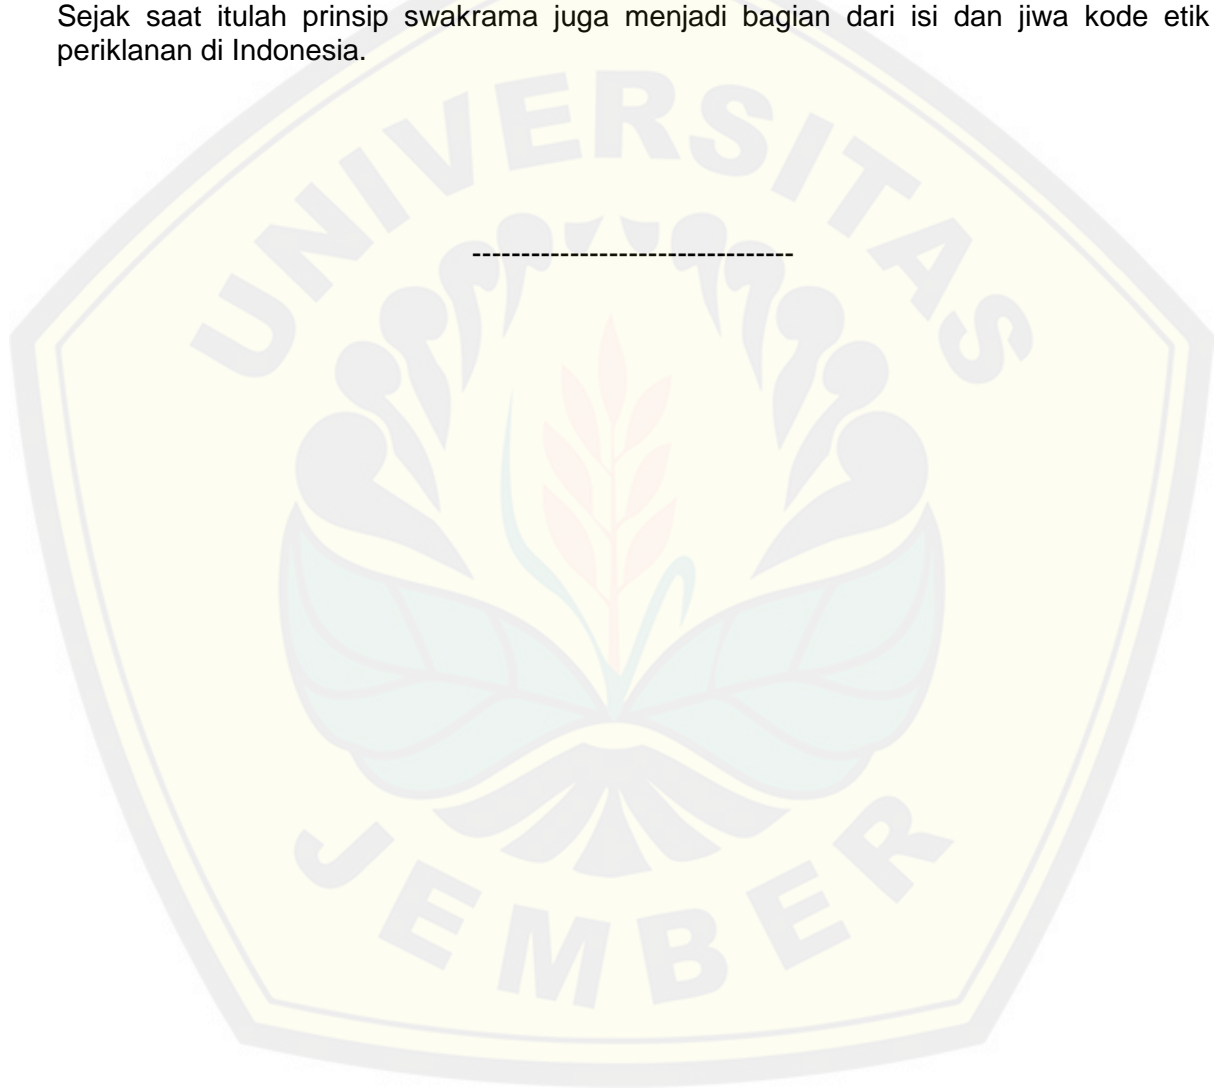 Sejak saat itulah prinsip swakrama juga menjadi bagian dari isi dan jiwa kode etik
periklanan di Indonesia.
UNIVERSITAS
---------------------------------
JEMBER